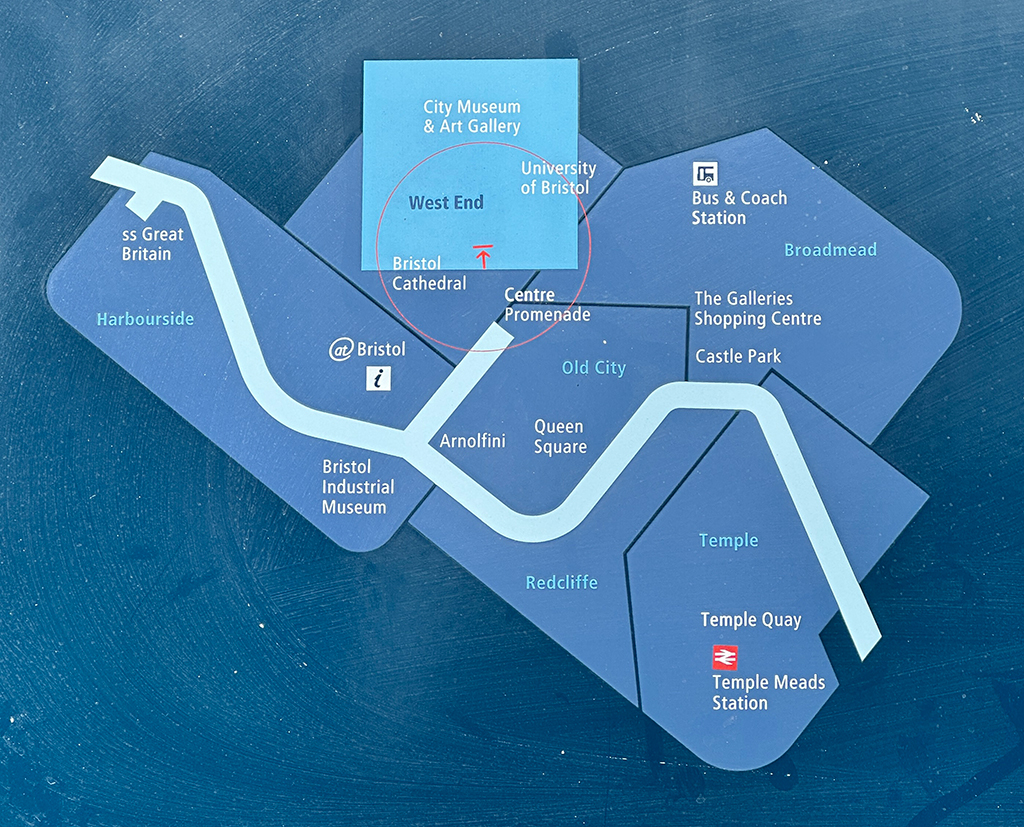 City Museum
& Art Gallery
University
of Bristol
West End
Bus & Coach
Station
ss Great
Britain
Broadmead
Bristol
Cathedral
Centre
Promenade
The Galleries
Shopping Centre
Harbourside
@ Bristol
i
Old City
Castle Park
Arnolfini
Queen
Square
Bristol
Industrial
Museum
Temple
Redcliffe
Temple Quay
Temple Meads
Station